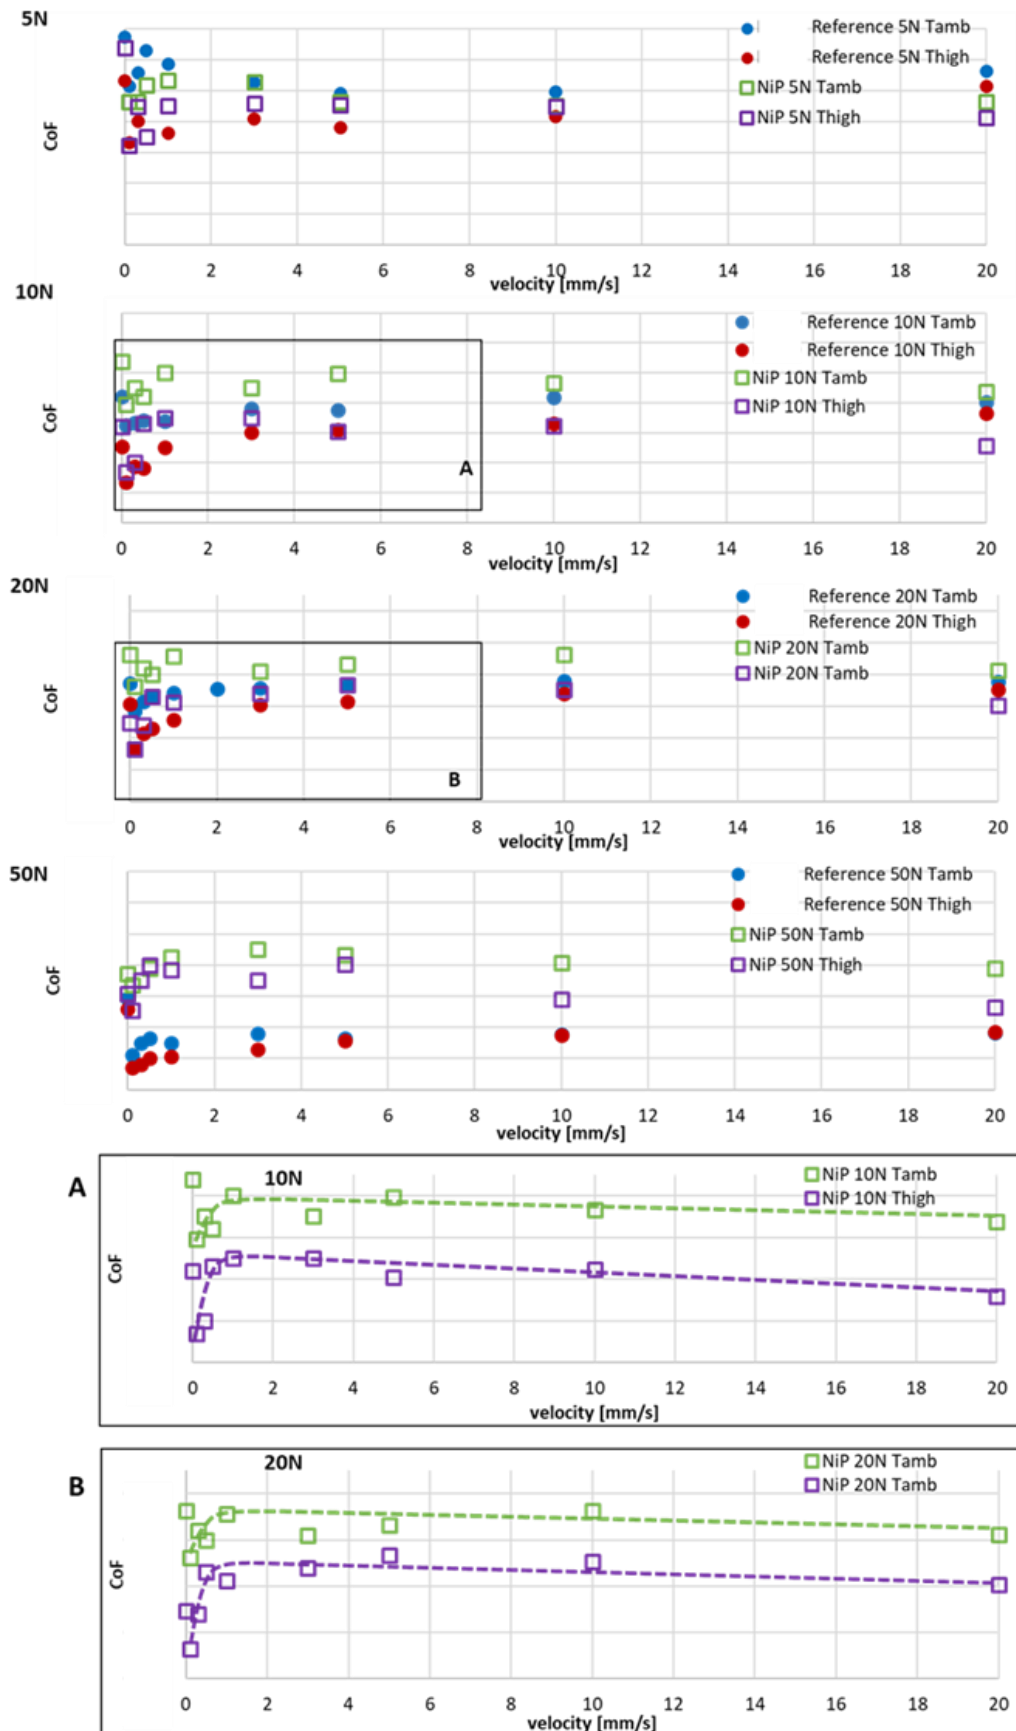 5N
Reference 5N Tamb
Reference 5N Thigh
NiP 5N Tamb
NiP 5N Thigh
CoF
0 2 4 6 8 10 12 14 16 18 20
velocity [mm/s]
10N
Reference 10N Tamb
Reference 10N Thigh
NiP 10N Tamb
NiP 10N Thigh
CoF
A
0 2 4 6 8 10 12 14 16 18 20
velocity [mm/s]
20N
Reference 20N Tamb
Reference 20N Thigh
NiP 20N Tamb
NiP 20N Tamb
CoF
B
0 2 4 6 8 10 12 14 16 18 20
velocity [mm/s]
50N
Reference 50N Tamb
Reference 50N Thigh
NiP 50N Tamb
NiP 50N Thigh
CoF
0 2 4 6 8 10 12 14 16 18 20
velocity [mm/s]
A
10N
NiP 10N Tamb
NiP 10N Thigh
CoF
0 2 4 6 8 10 12 14 16 18 20
velocity [mm/s]
B
20N
NiP 20N Tamb
NiP 20N Tamb
CoF
0 2 4 6 8 10 12 14 16 18 20
velocity [mm/s]